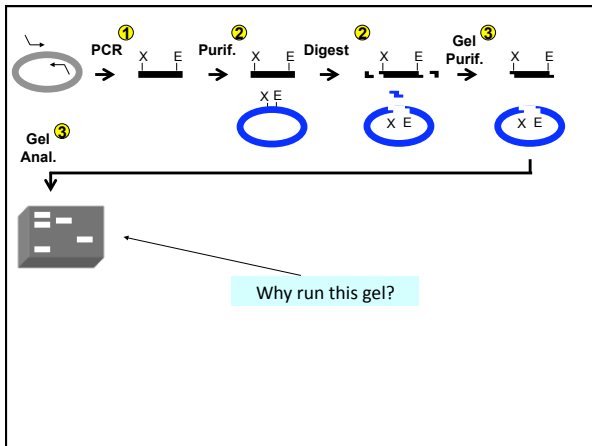 1
2
2
3
PCR
X E
Purif.
X E
Digest
X E
Gel
Purif.
X E
X E
X E
X E
Gel
Anal.
3
Why run this gel?